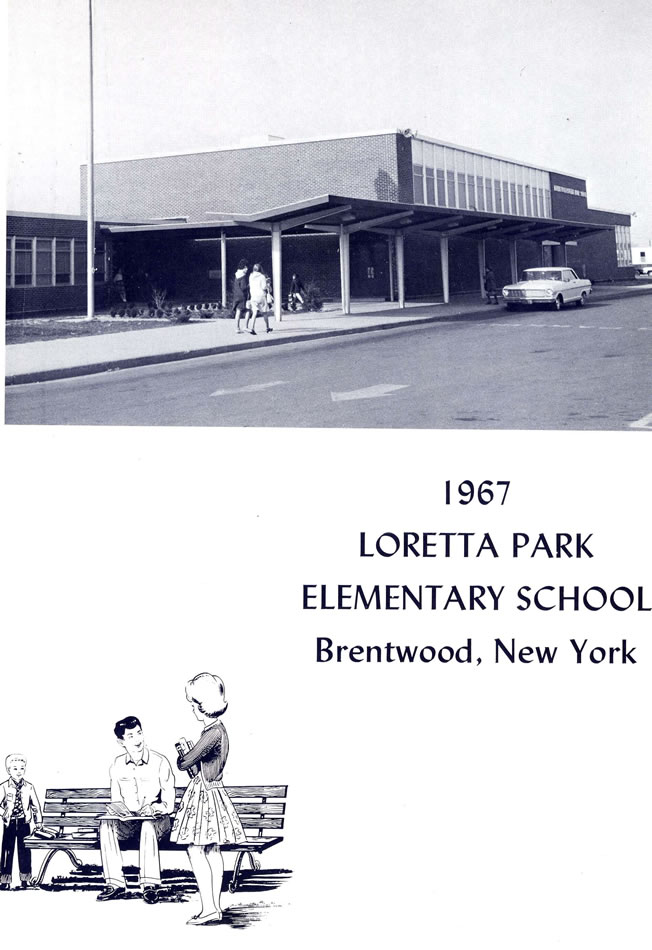 1967
LORETTA PARK
ELEMENTARY SCHOOL
Brentwood, New York